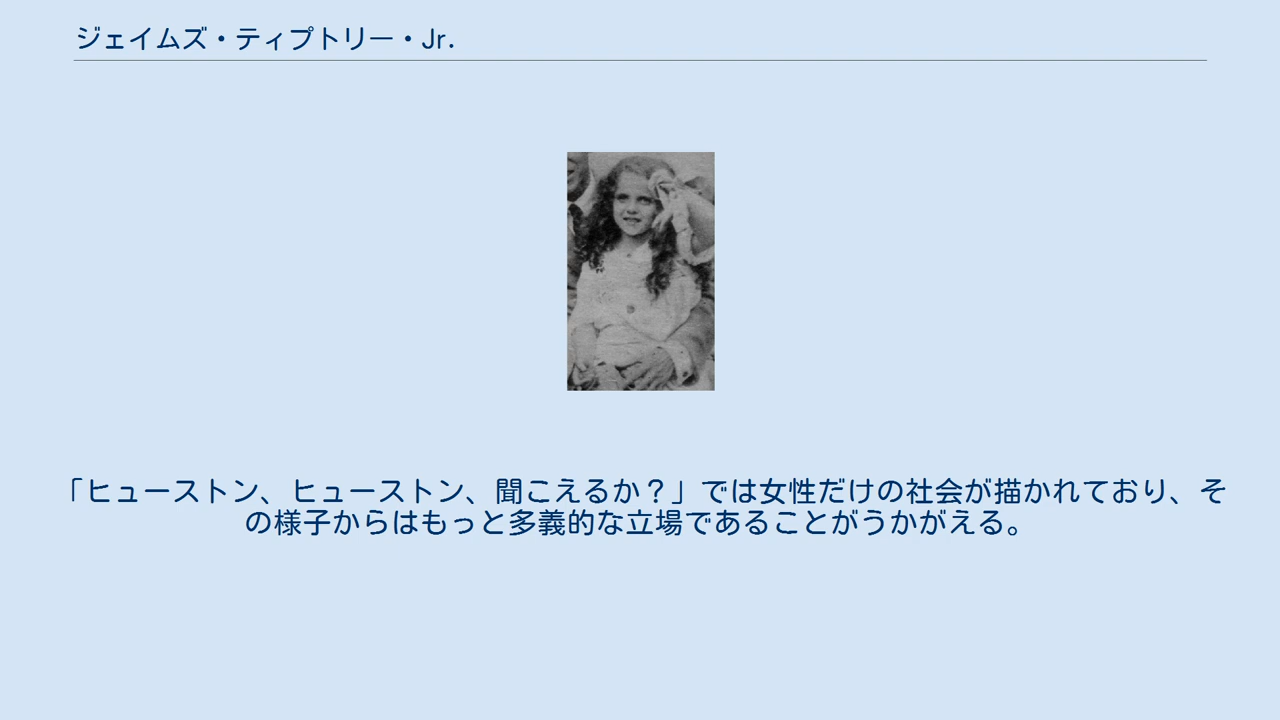 ジェイムズ・ティプトリー・Jr.
「ヒューストン、ヒューストン、聞こえるか？」では女性だけの社会が描かれており、そ
の様子からはもっと多義的な立場であることがうかがえる。